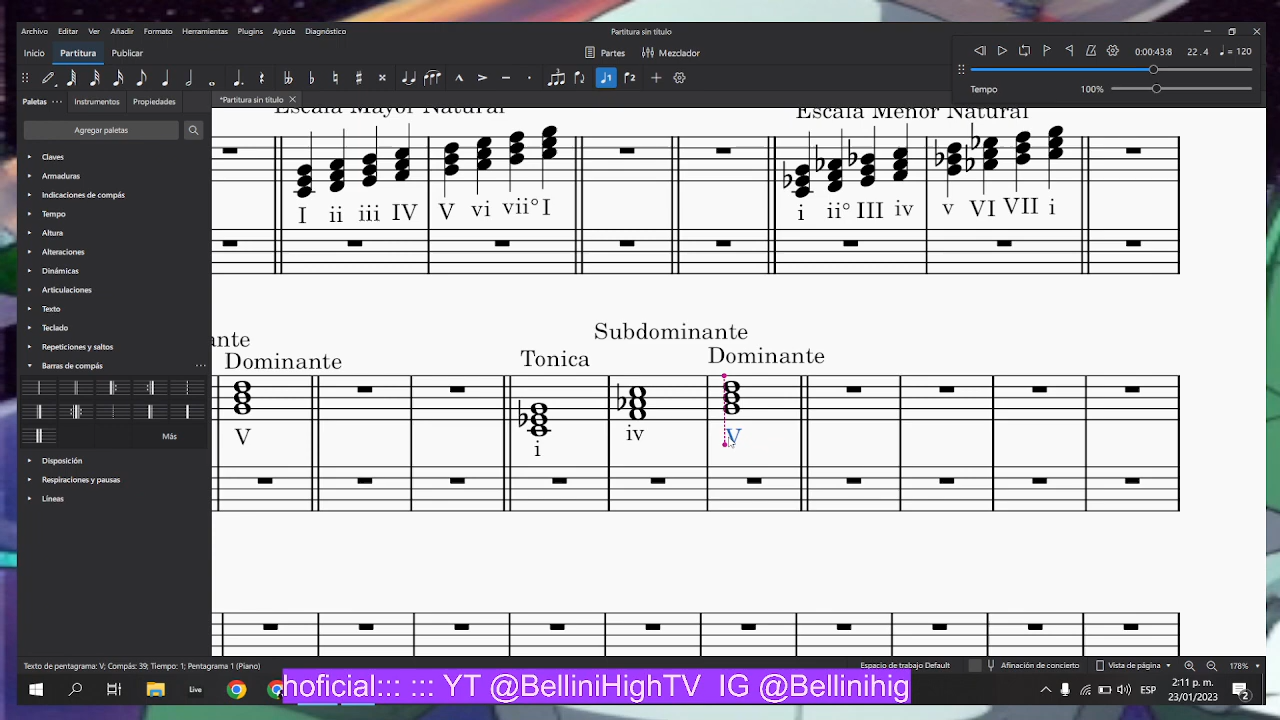 Archivo Editar Ver Añadir Formato Herramientas Plugins Ayuda Diagnóstico Partitura sin título
Inicio Partitura Publicar Partes Mezclador 0:00:43:8 22 .4 = 120
Tempo 100%
Paletas Instrumentos Propiedades *Partitura sin título
Agregar paletas
Claves
Armaduras
Indicaciones de compás
Tempo
Altura
Alteraciones
Dinámicas
Articulaciones
Texto
Teclado
Repeticiones y saltos
Barras de compás
Más
Disposición
Respiraciones y pausas
Líneas
Escala Mayor Natural Escala Menor Natural
I ii iii IV V vi vii° I i ii° III iv v VI VII i
Subdominante
ante Dominante Tonica Dominante
V i iv V
Texto de pentagrama: V; Compás: 39; Tiempo: 1; Pentagrama 1 (Piano) Espacio de trabajo Default Afinación de concierto Vista de página 178%
hoficial::: ::: YT @BelliniHighTV IG @Bellinihig
Live ESP 2:11 p. m.
23/01/2023 2